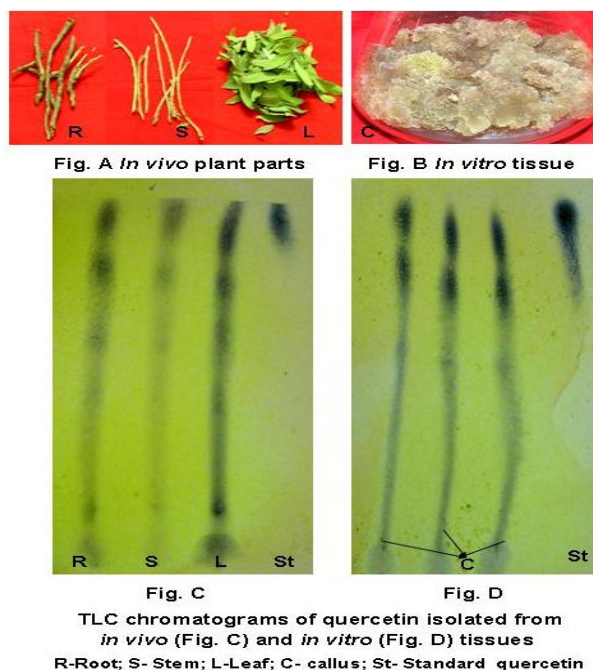 R S L C
Fig. A In vivo plant parts
Fig. B In vitro tissue
R S L St
C St
Fig. C
Fig. D
TLC chromatograms of quercetin isolated from
in vivo (Fig. C) and in vitro (Fig. D) tissues
R-Root; S- Stem; L-Leaf; C- callus; St- Standard quercetin